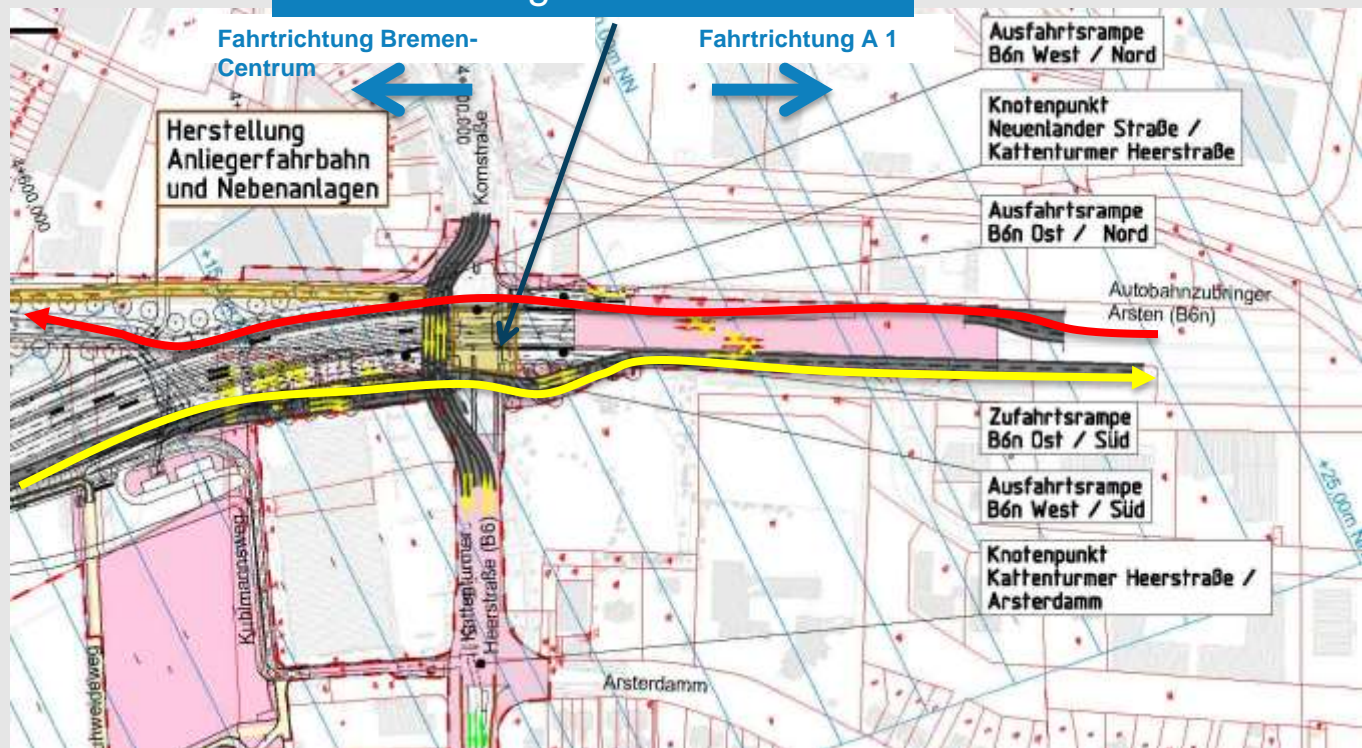 Fahrtrichtung Bremen-
Centrum
Fahrtrichtung A 1
Ausfahrtsrampe
B6n West / Nord
Knotenpunkt
Neuenlander Straße /
Kattenturmer Heerstraße
Herstellung
Anliegerfahrbahn
und Nebenanlagen
Kornstraße
Ausfahrtsrampe
B6n Ost / Nord
Autobahnzubringer
Arsten (B6n)
Zufahrtsrampe
B6n Ost / Süd
Ausfahrtsrampe
B6n West / Süd
Knotenpunkt
Kattenturmer Heerstraße /
Arsterdamm
Kuhlmannsweg
Kattenturmer
Heerstraße (B6)
Arsterdamm
+25,00m